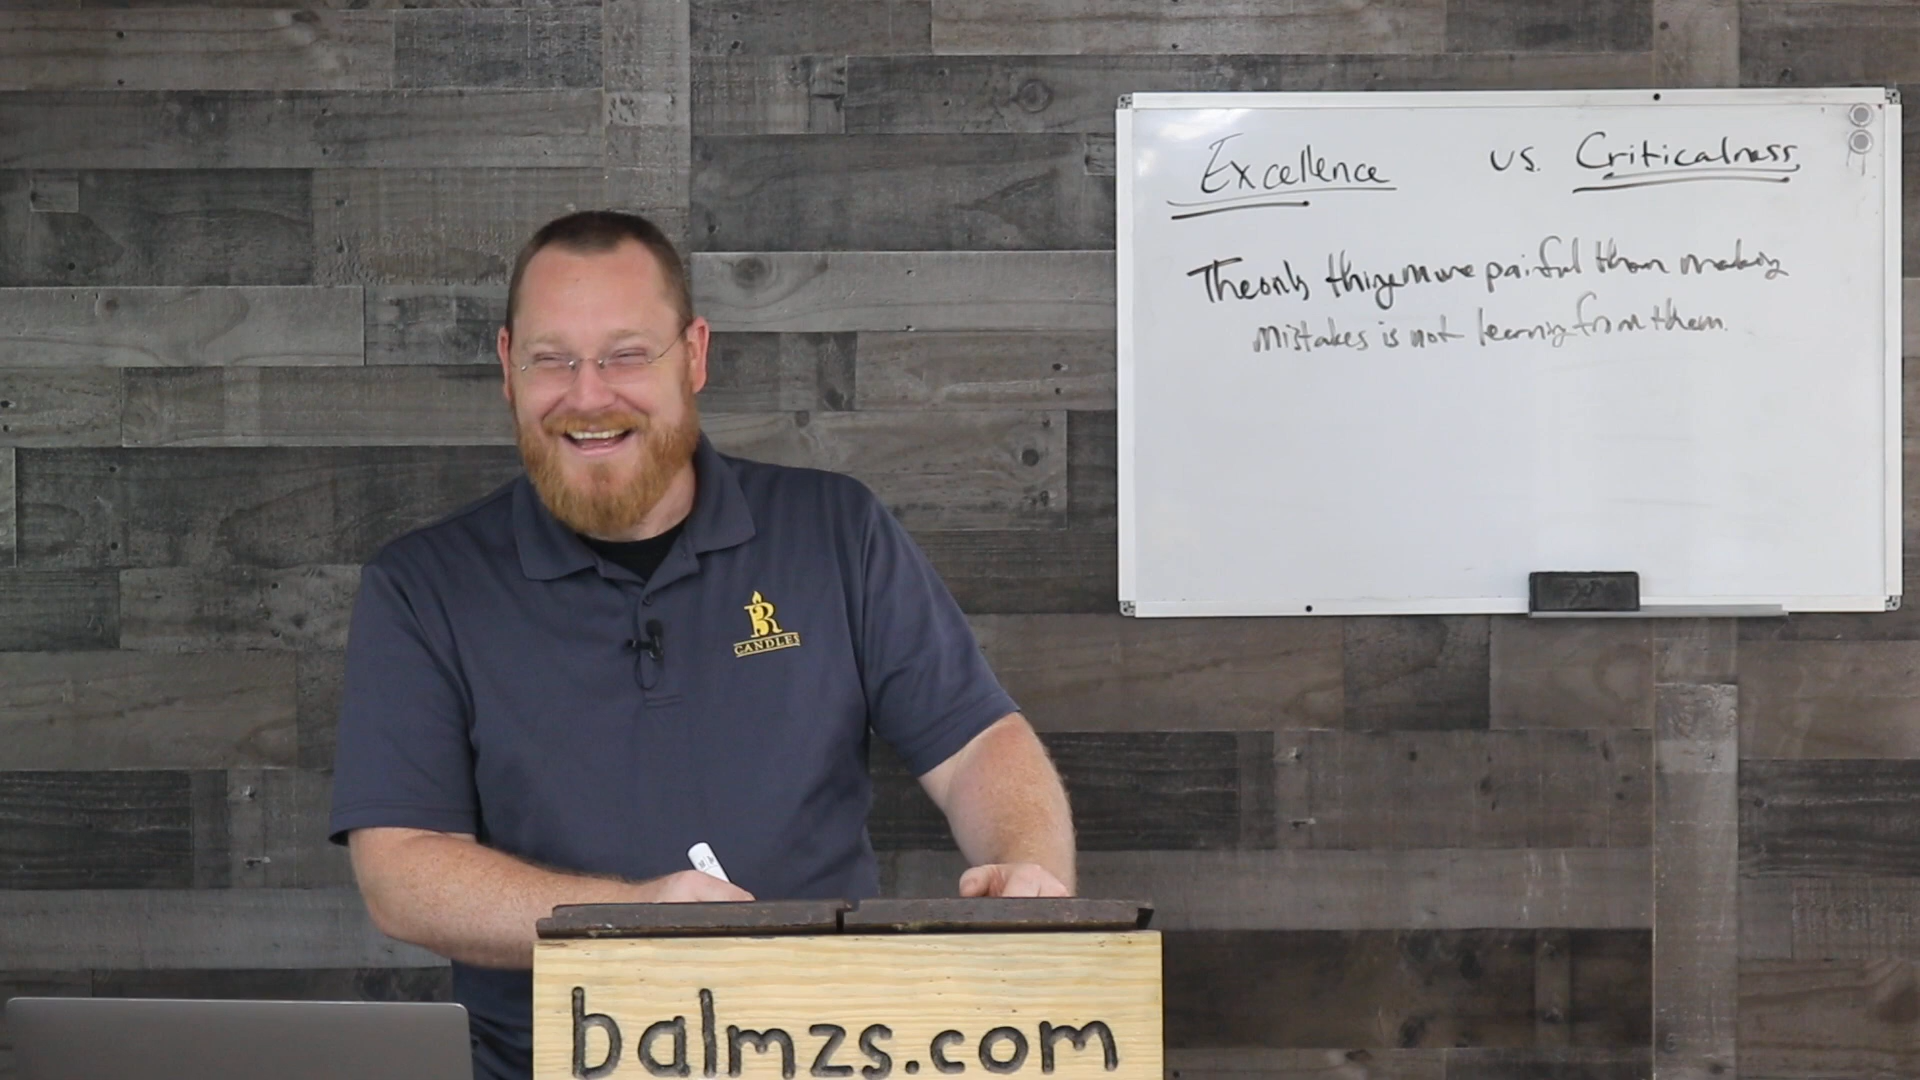 Excellence vs. Criticalness
The only thing more painful than making
mistakes is not learning from them.
R
CANDLES
balmzs.com